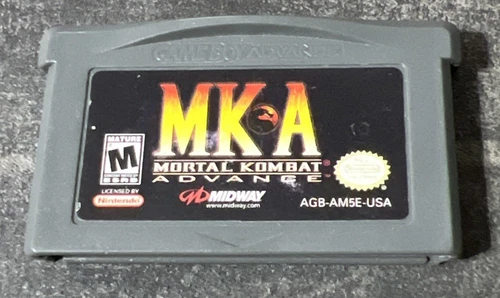 GAME BOY ADVANCE
MK A
MATURE
M
MORTAL KOMBAT
ADVANCE
LICENSED BY
Nintendo
MIDWAY
www.midway.com
AGB-AM5E-USA